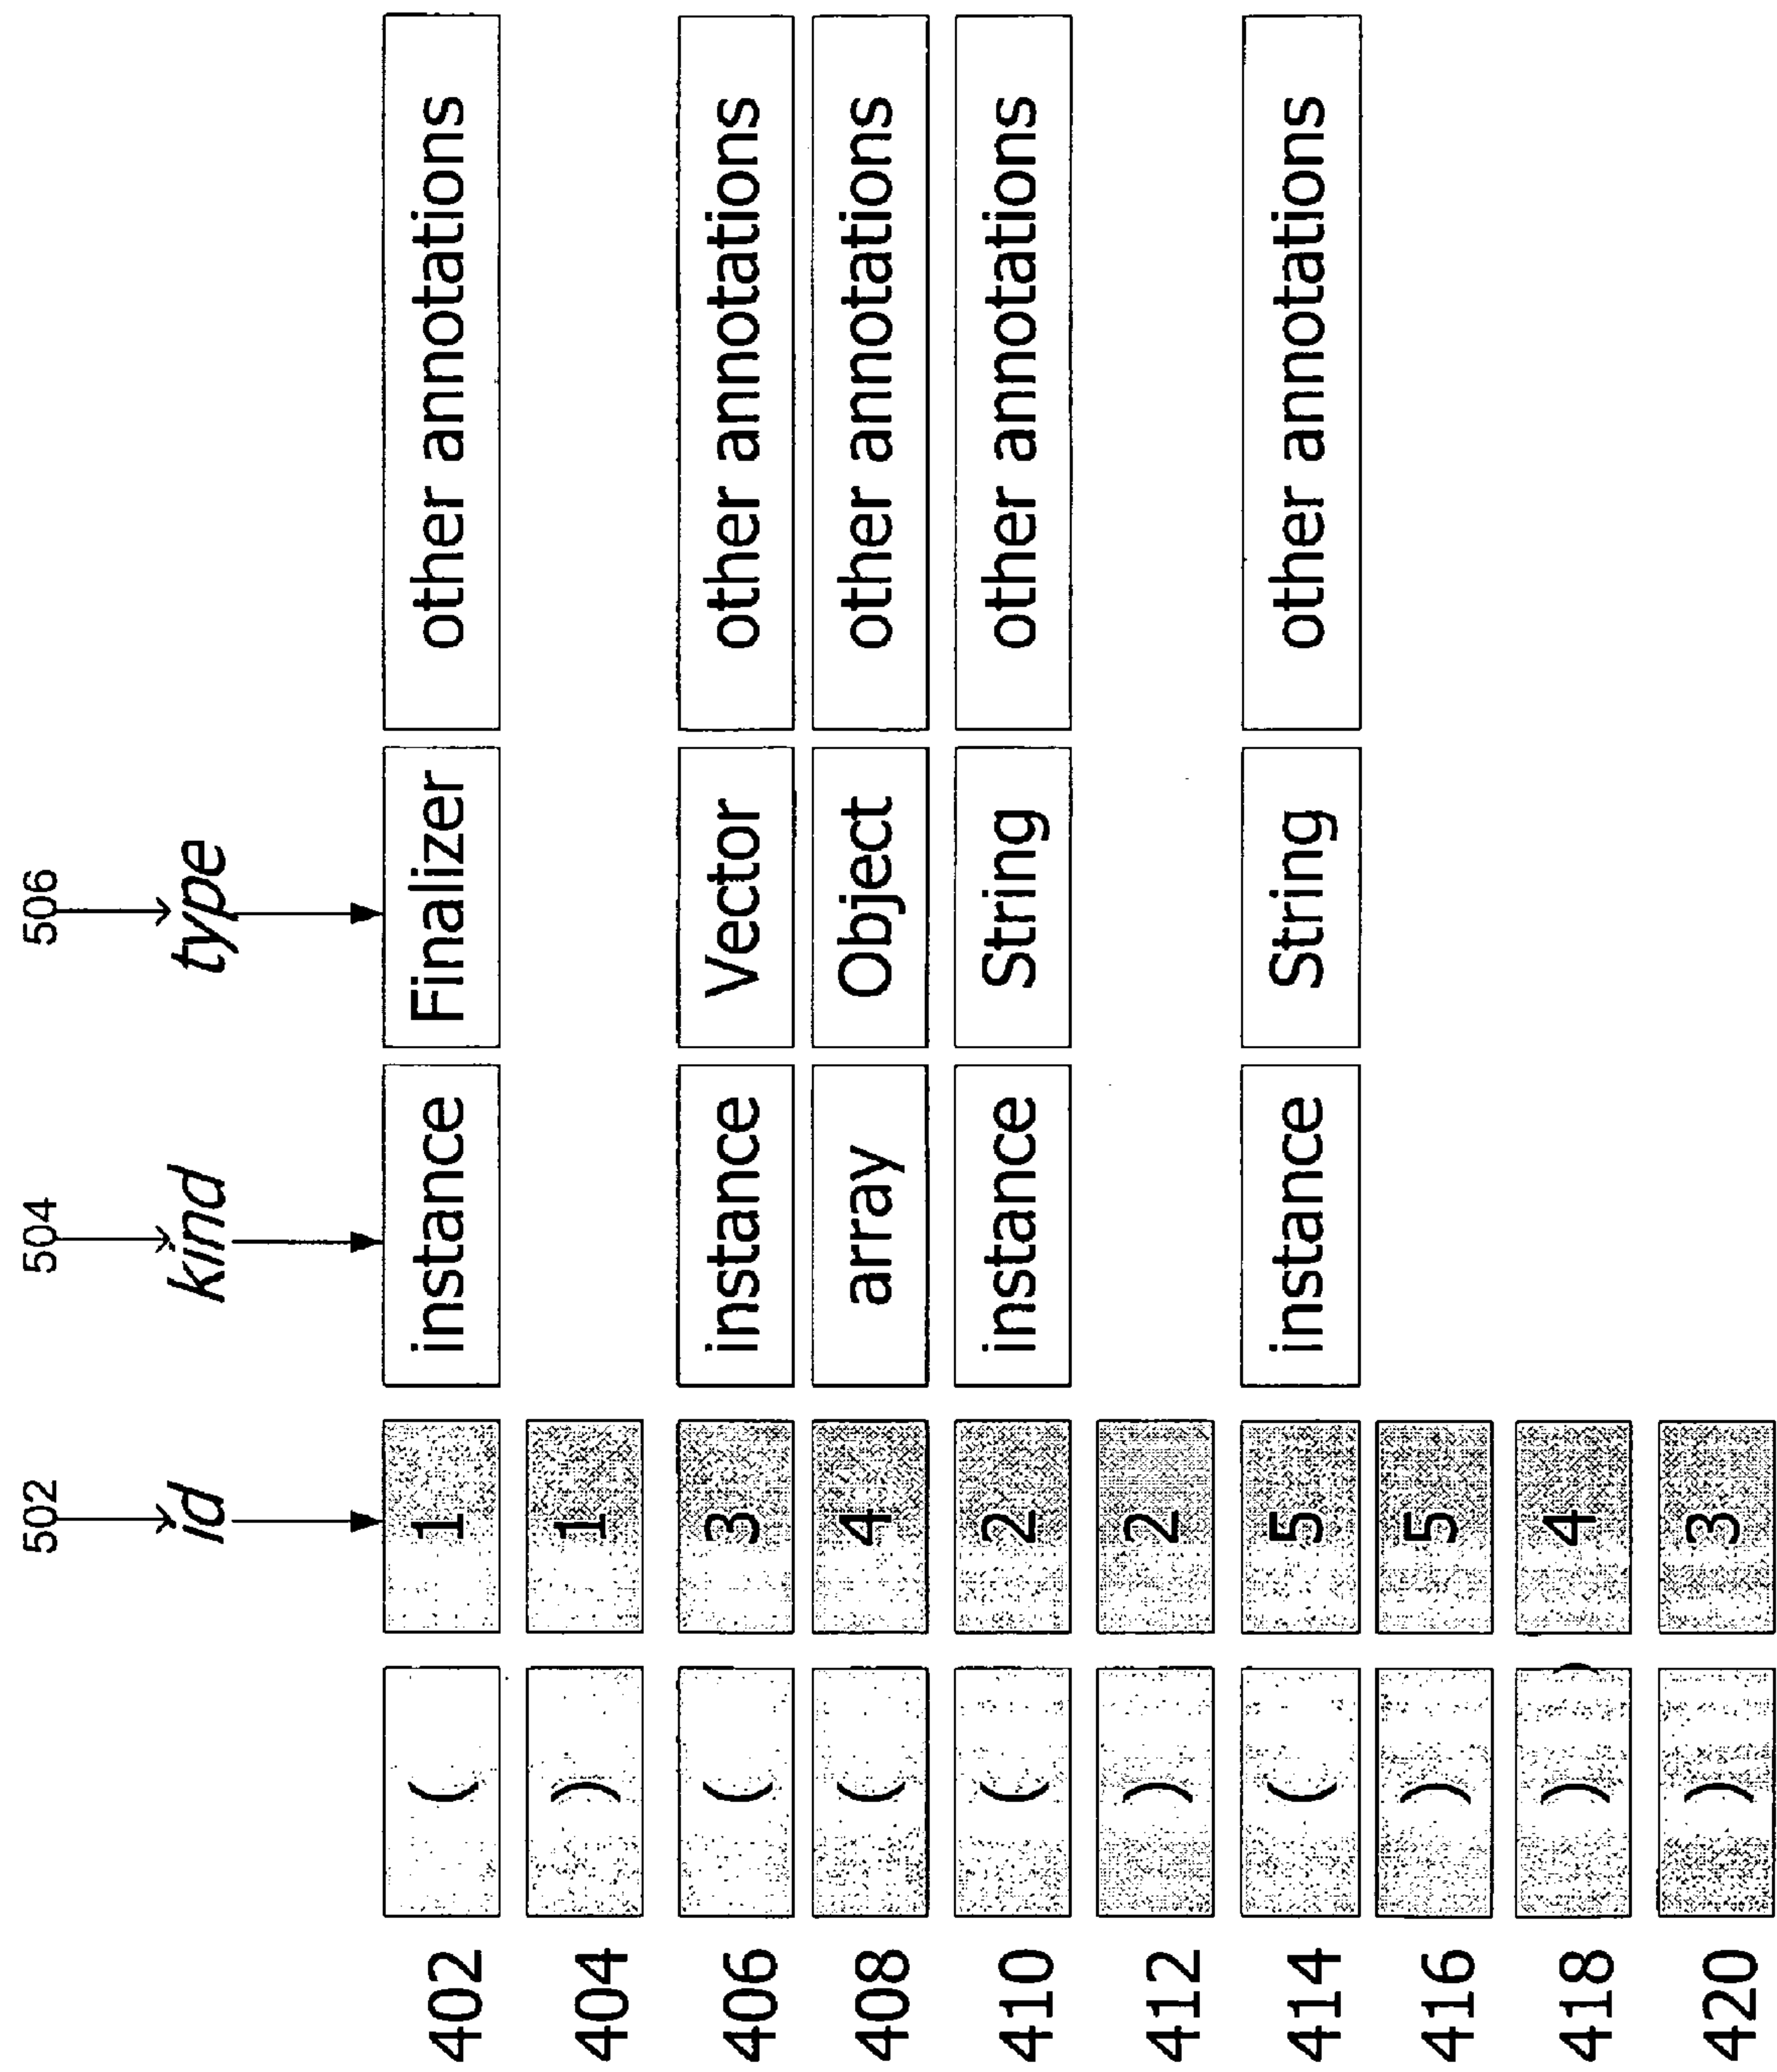 502 504 506
id kind type
402 ( 1 instance Finalizer other annotations
404 ) 1
406 ( 3 instance Vector other annotations
408 ( 4 array Object other annotations
410 ( 2 instance String other annotations
412 ) 2
414 ( 5 instance String other annotations
416 ) 5
418 ) ) 4
420 ) 3